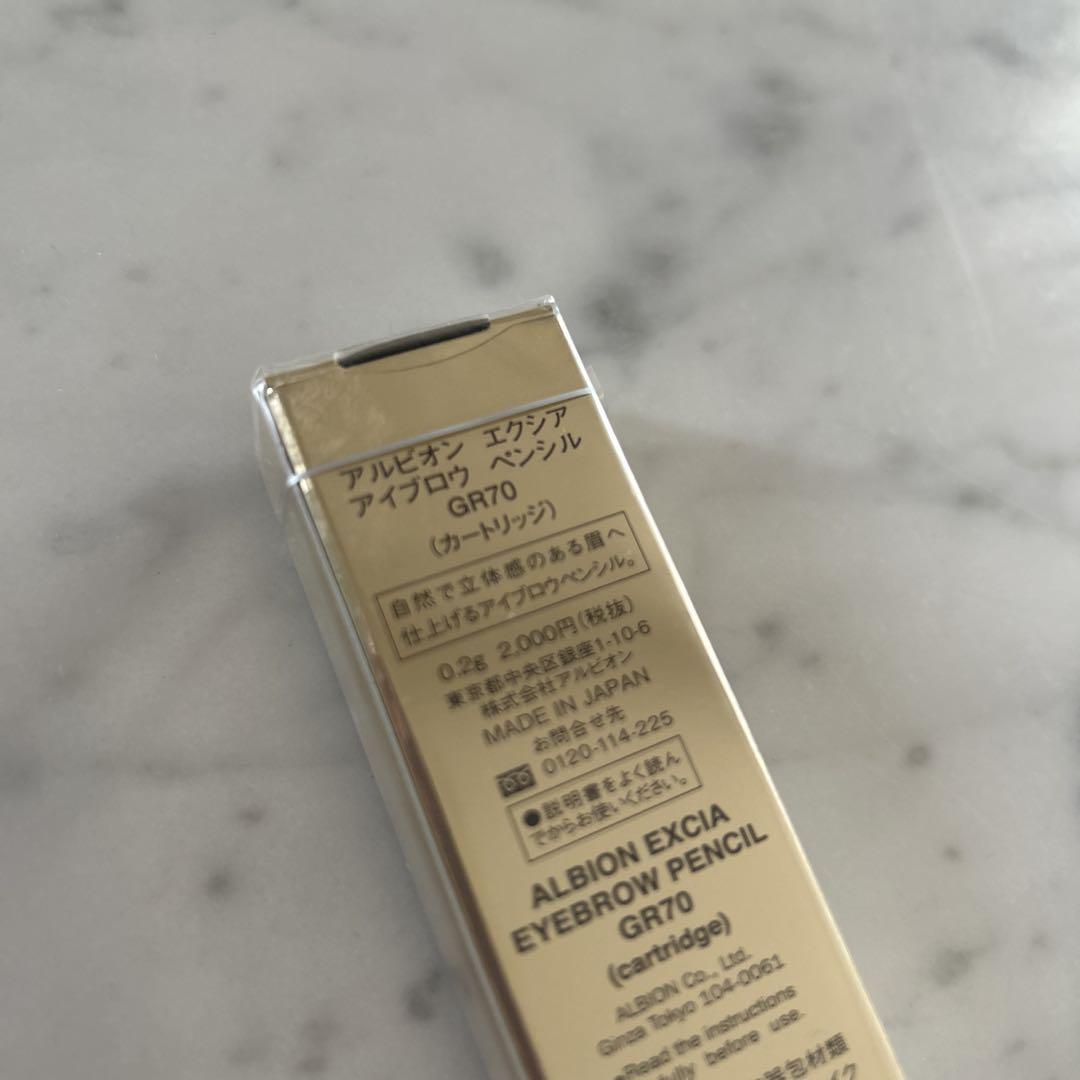 アルビオン エクシア
アイブロウ ペンシル
GR70
(カートリッジ)
自然で立体感のある眉へ
仕上げるアイブロウペンシル。
0.2g 2,000円(税抜)
東京都中央区銀座1-10-6
株式会社アルビオン
MADE IN JAPAN
お問合せ先
0120-114-225
●説明書をよく読ん
でからお使いください。
ALBION EXCIA
EYEBROW PENCIL
GR70
(cartridge)
ALBION Co., Ltd.
Ginza Tokyo 104-0061
●Read the instructions
before use.
包材類